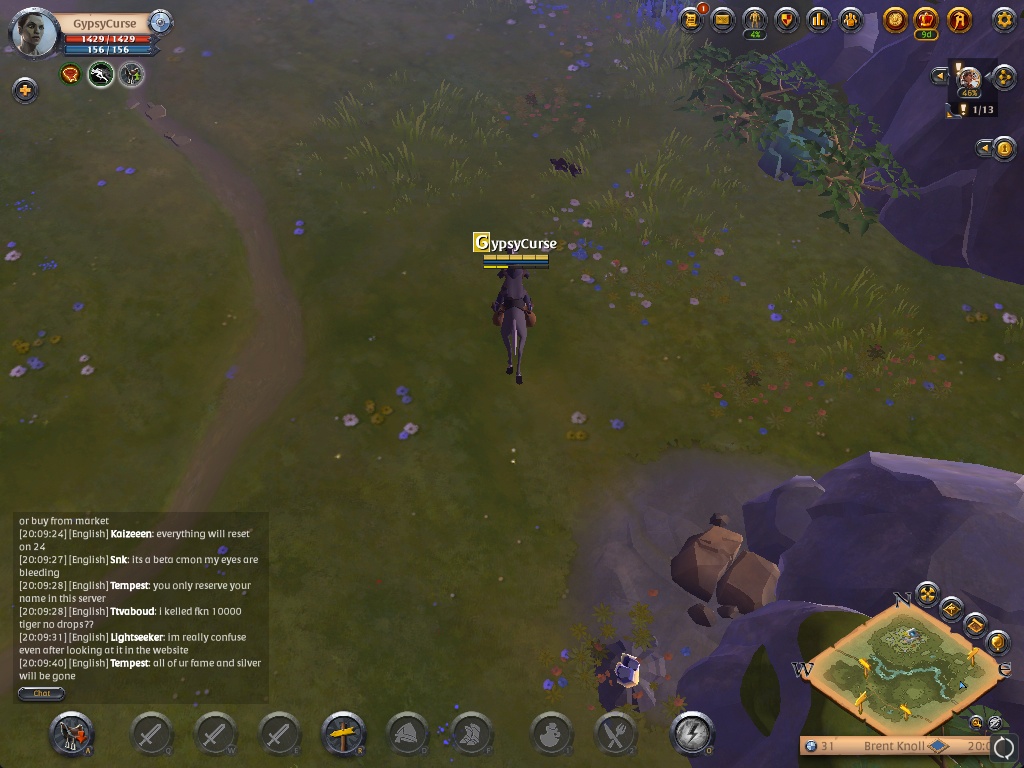 GypsyCurse
1429 / 1429
156 / 156
1
4%
9d
46%
1/13
1
GypsyCurse
or buy from market
[20:09:24] [English] Kaizeeen: everything will reset
on 24
[20:09:27] [English] Snk: its a beta cmon my eyes are
bleeding
[20:09:28] [English] Tempest: you only reserve your
name in this server
[20:09:28] [English] Ttvaboud: i kelled fkn 10000
tiger no drops??
[20:09:31] [English] Lightseeker: im really confuse
even after looking at it in the website
[20:09:40] [English] Tempest: all of ur fame and silver
will be gone
Chat
N
W
E
A
Q
W
E
R
D
F
31 Brent Knoll 20:0